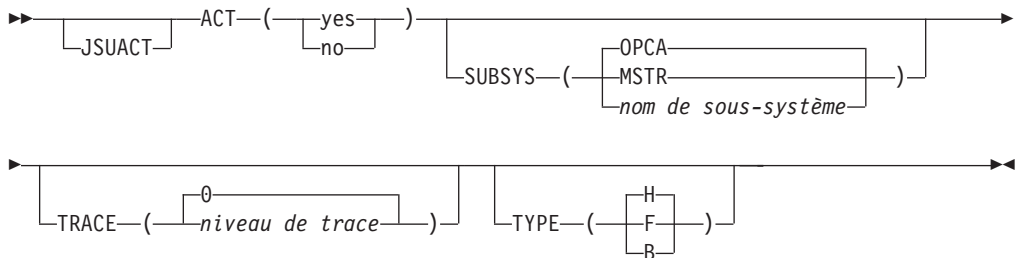 ACT ( yes )
JSUACT
no
OPCA
SUBSYS ( MSTR )
nom de sous-système
0
TRACE ( niveau de trace )
H
TYPE ( F )
B